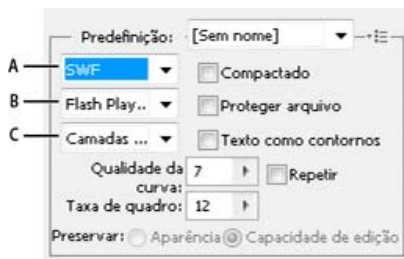 Predefinição: [Sem nome]
A SWF Compactado
B Flash Play.. Proteger arquivo
C Camadas ... Texto como contornos
Qualidade da curva: 7 Repetir
Taxa de quadro: 12
Preservar: Aparência Capacidade de edição